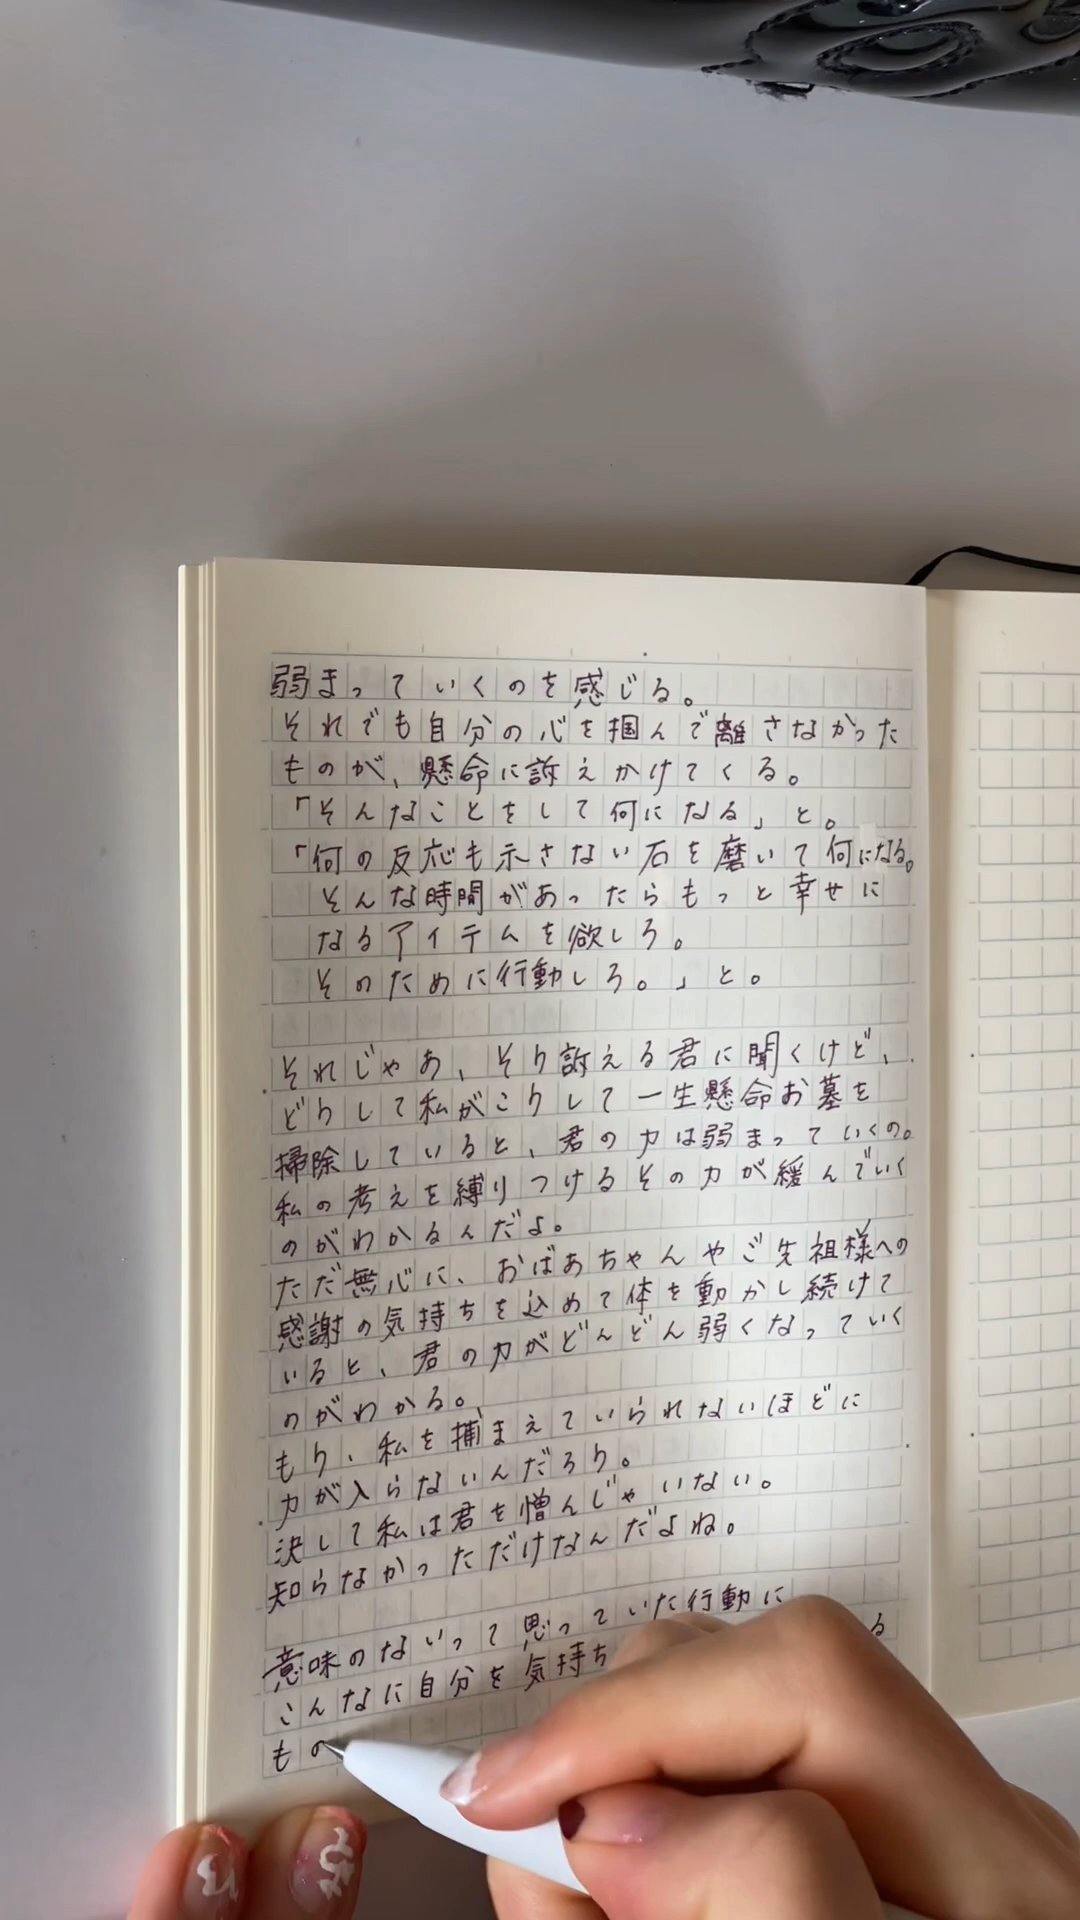 弱まっていくのを感じる。
それでも自分の心を掴んで離さなかった
ものが、懸命に訴えかけてくる。
「そんなことをして何になる」と。
「何の反応も示さない石を磨いて何になる。
そんな時間があったらもっと幸せに
なるアイテムを欲しろ。
そのために行動しろ。」と。
それじゃあ、そう訴える君に聞くけど、
どうして私がこうして一生懸命お墓を
掃除していると、君の力は弱まっていくの。
私の考えを縛りつけるその力が緩んでいく
のがわかるんだよ。
ただ無心に、おばあちゃんやご先祖様への
感謝の気持ちを込めて体を動かし続けて
いると、君の力がどんどん弱くなっていく
のがわかる。
もう、私を捕まえていられないほどに
力が入らないんだろう。
決して私は君を憎んじゃいない。
知らなかっただけなんだよね。
意味のないって思っていた行動に
こんなに自分を気持ち る
もの